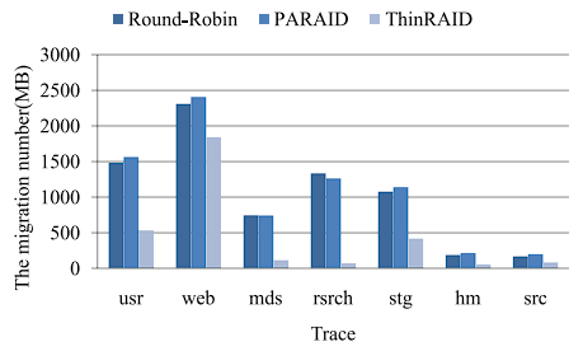 Round-Robin PARAID ThinRAID
The migration number(MB)
3000
2500
2000
1500
1000
500
0
usr web mds rsrch stg hm src
Trace